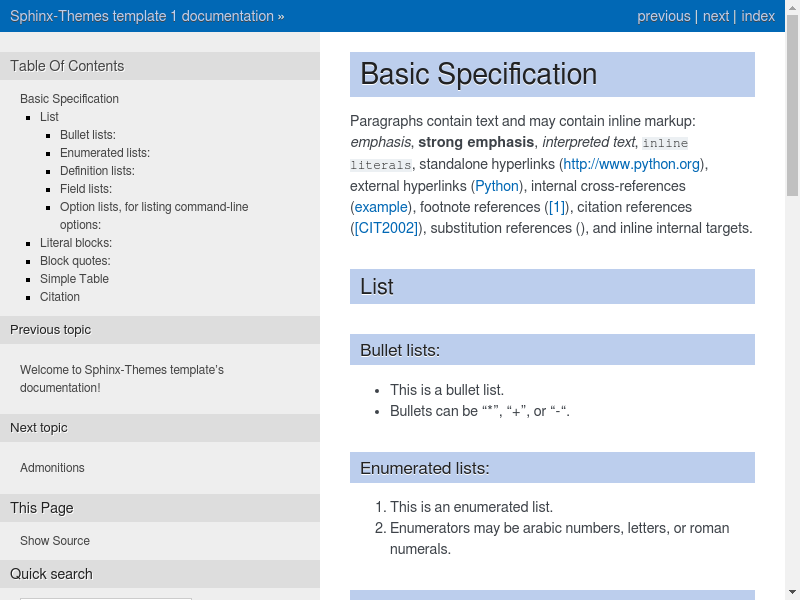 Sphinx-Themes template 1 documentation »
previous | next | index
Table Of Contents
Basic Specification
List
Bullet lists:
Enumerated lists:
Definition lists:
Field lists:
Option lists, for listing command-line
options:
Literal blocks:
Block quotes:
Simple Table
Citation
Previous topic
Welcome to Sphinx-Themes template’s
documentation!
Next topic
Admonitions
This Page
Show Source
Quick search
Basic Specification
Paragraphs contain text and may contain inline markup:
emphasis, strong emphasis, interpreted text, inline
literals, standalone hyperlinks (http://www.python.org),
external hyperlinks (Python), internal cross-references
(example), footnote references ([1]), citation references
([CIT2002]), substitution references (), and inline internal targets.
List
Bullet lists:
• This is a bullet list.
• Bullets can be “*”, “+”, or “-“.
Enumerated lists:
1. This is an enumerated list.
2. Enumerators may be arabic numbers, letters, or roman
numerals.